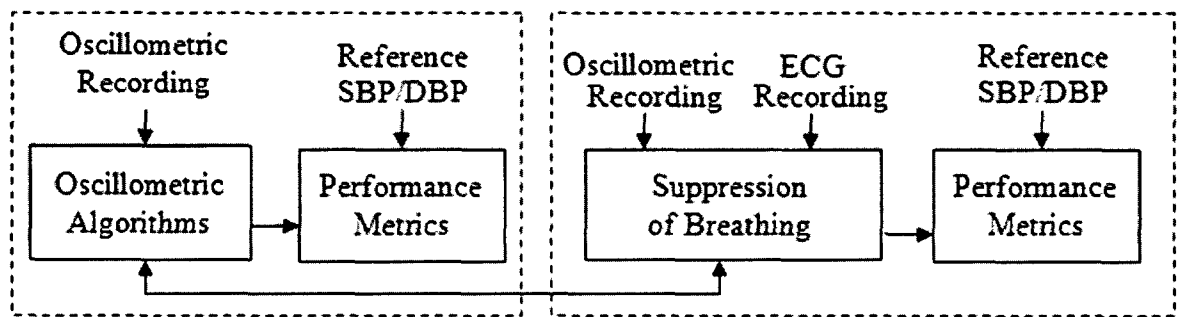 Oscillometric
Recording
Reference
SBP/DBP
Oscillometric
Algorithms
Performance
Metrics
Oscillometric
Recording
ECG
Recording
Reference
SBP/DBP
Suppression
of Breathing
Performance
Metrics